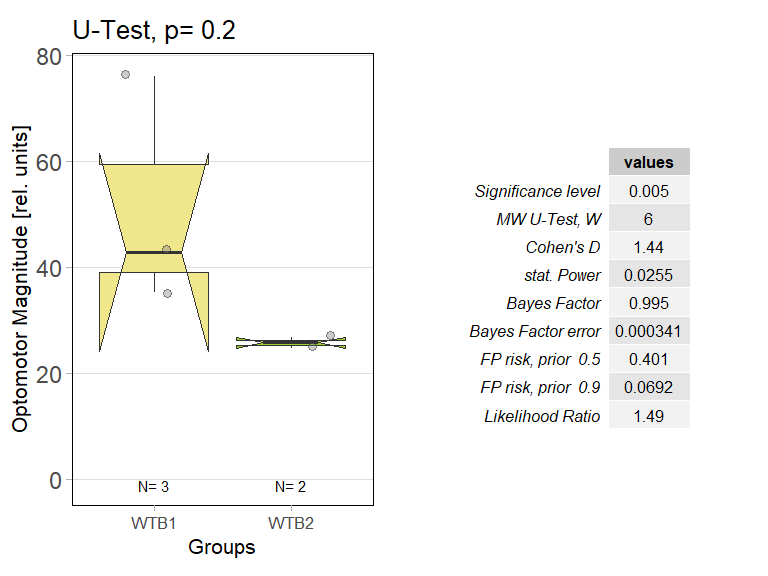 U-Test, p= 0.2
Optomotor Magnitude [rel. units]
80
60
40
20
0
N= 3
N= 2
WTB1
WTB2
Groups
values
Significance level 0.005
MW U-Test, W 6
Cohen's D 1.44
stat. Power 0.0255
Bayes Factor 0.995
Bayes Factor error 0.000341
FP risk, prior  0.5 0.401
FP risk, prior  0.9 0.0692
Likelihood Ratio 1.49